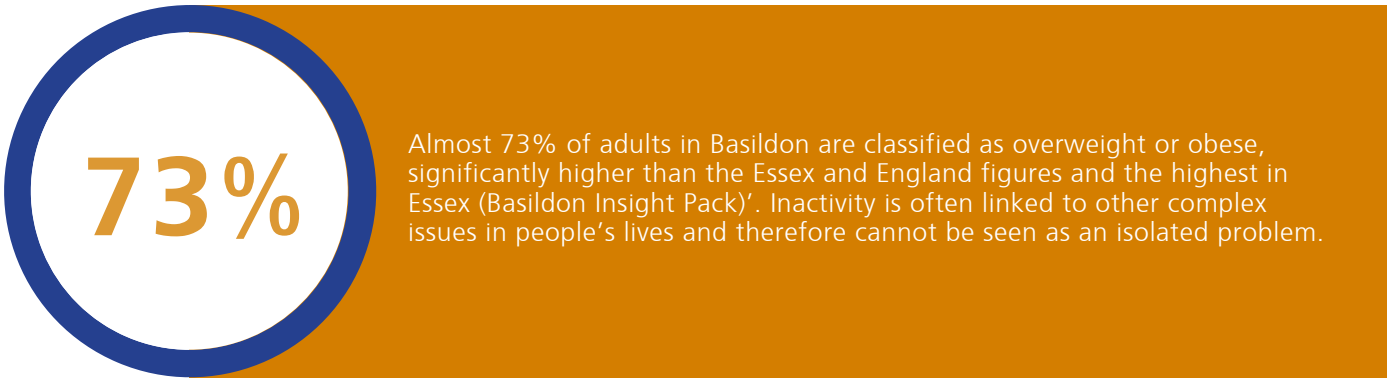 73%
Almost 73% of adults in Basildon are classified as overweight or obese,
significantly higher than the Essex and England figures and the highest in
Essex (Basildon Insight Pack)’. Inactivity is often linked to other complex
issues in people’s lives and therefore cannot be seen as an isolated problem.